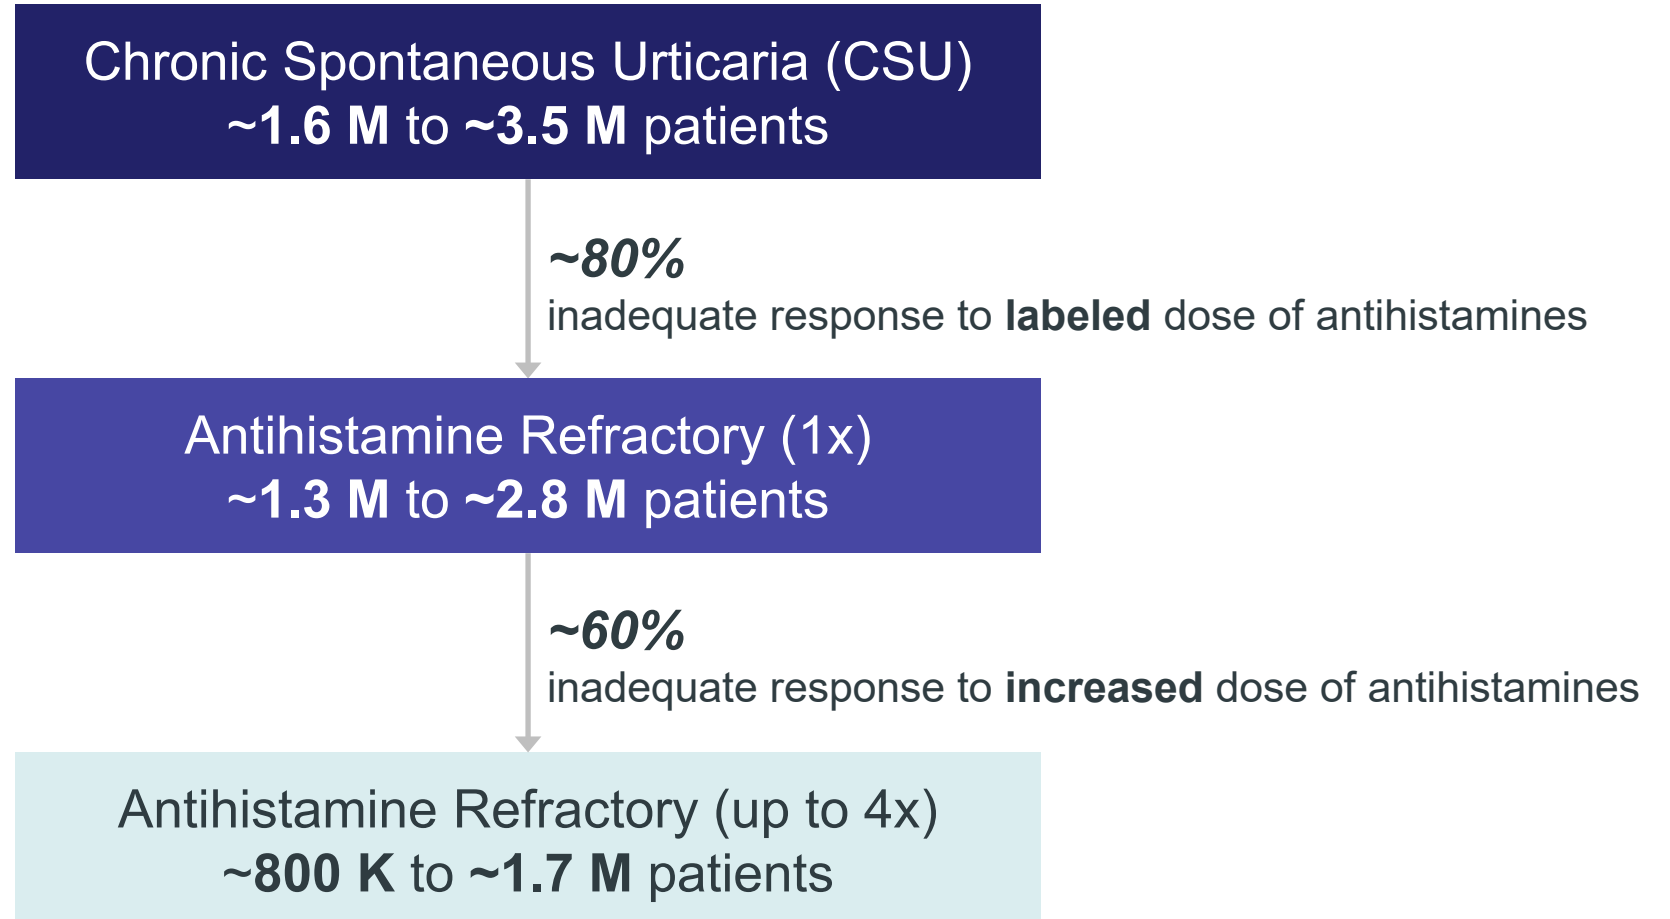 Chronic Spontaneous Urticaria (CSU)
~1.6 M to ~3.5 M patients
~80%
inadequate response to labeled dose of antihistamines
Antihistamine Refractory (1x)
~1.3 M to ~2.8 M patients
~60%
inadequate response to increased dose of antihistamines
Antihistamine Refractory (up to 4x)
~800 K to ~1.7 M patients